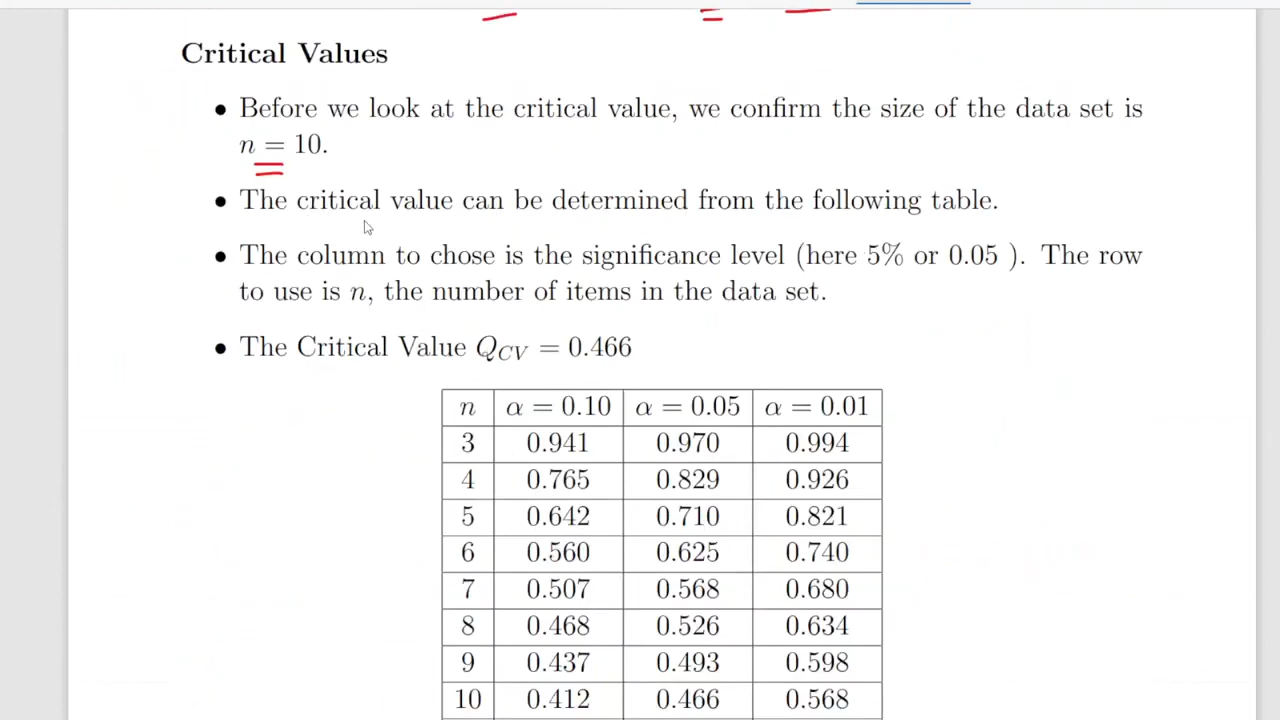 Critical Values
• Before we look at the critical value, we confirm the size of the data set is
n = 10.
• The critical value can be determined from the following table.
• The column to chose is the significance level (here 5% or 0.05 ). The row
to use is n, the number of items in the data set.
• The Critical Value Q_CV = 0.466
n α = 0.10 α = 0.05 α = 0.01
3 0.941 0.970 0.994
4 0.765 0.829 0.926
5 0.642 0.710 0.821
6 0.560 0.625 0.740
7 0.507 0.568 0.680
8 0.468 0.526 0.634
9 0.437 0.493 0.598
10 0.412 0.466 0.568